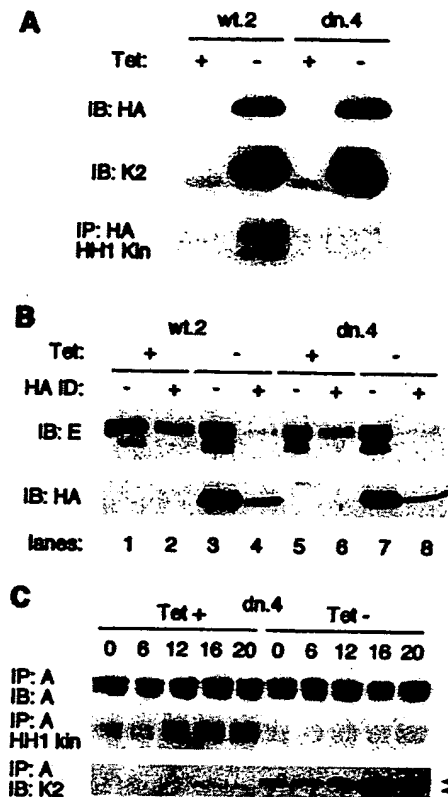 A
wt.2 dn.4
Tet: + - + -
IB: HA
IB: K2
IP: HA
HH1 Kin
B
wt.2 dn.4
Tet: + - + -
HA ID: - + - + - + - +
IB: E
IB: HA
lanes: 1 2 3 4 5 6 7 8
C
dn.4
Tet + Tet -
0 6 12 16 20 0 6 12 16 20
IP: A
IB: A
IP: A
HH1 kin
IP: A
IB: K2